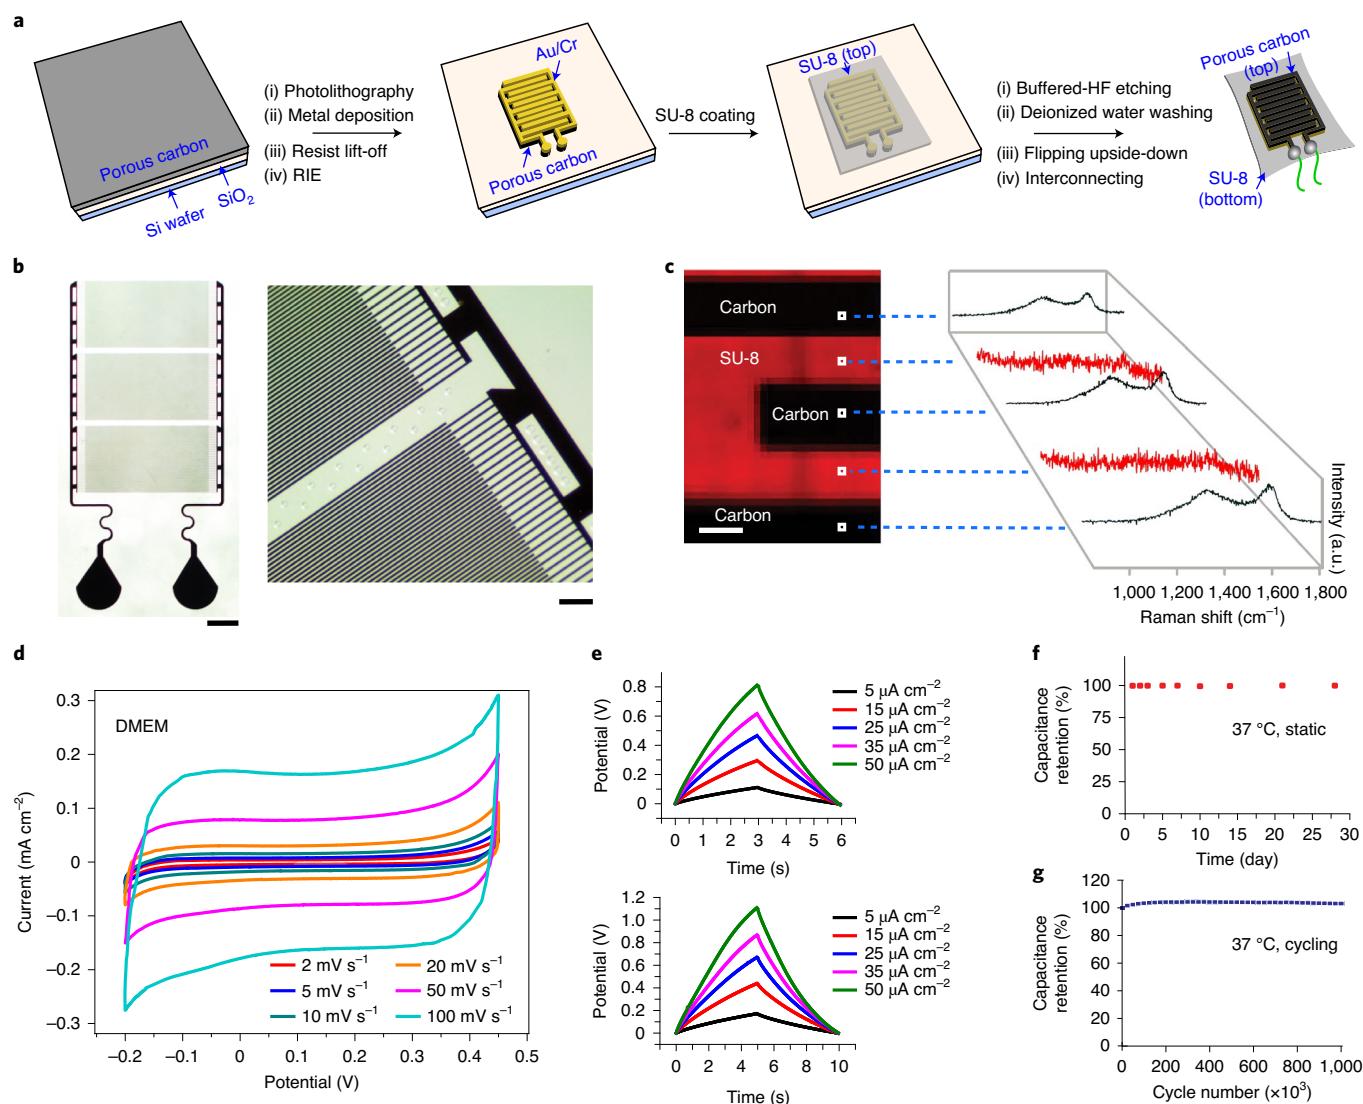 a
Porous carbon
Si wafer
SiO₂
(i) Photolithography
(ii) Metal deposition
(iii) Resist lift-off
(iv) RIE
Au/Cr
Porous carbon
SU-8 coating
SU-8 (top)
(i) Buffered-HF etching
(ii) Deionized water washing
(iii) Flipping upside-down
(iv) Interconnecting
Porous carbon
(top)
SU-8
(bottom)
b
c
Carbon
SU-8
Carbon
Carbon
Intensity (a.u.)
1,000 1,200 1,400 1,600 1,800
Raman shift (cm⁻¹)
d
DMEM
Current (mA cm⁻²)
0.3
0.2
0.1
0
–0.1
–0.2
–0.3
2 mV s⁻¹
5 mV s⁻¹
10 mV s⁻¹
20 mV s⁻¹
50 mV s⁻¹
100 mV s⁻¹
–0.2 –0.1 0 0.1 0.2 0.3 0.4 0.5
Potential (V)
e
Potential (V)
0.8
0.6
0.4
0.2
0
5 μA cm⁻²
15 μA cm⁻²
25 μA cm⁻²
35 μA cm⁻²
50 μA cm⁻²
0 1 2 3 4 5 6
Time (s)
Potential (V)
1.2
1.0
0.8
0.6
0.4
0.2
0
5 μA cm⁻²
15 μA cm⁻²
25 μA cm⁻²
35 μA cm⁻²
50 μA cm⁻²
0 2 4 6 8 10
Time (s)
f
Capacitance
retention (%)
100
75
50
25
0
37 °C, static
0 5 10 15 20 25 30
Time (day)
g
Capacitance
retention (%)
120
100
80
60
40
20
0
37 °C, cycling
0 200 400 600 800 1,000
Cycle number (×10³)